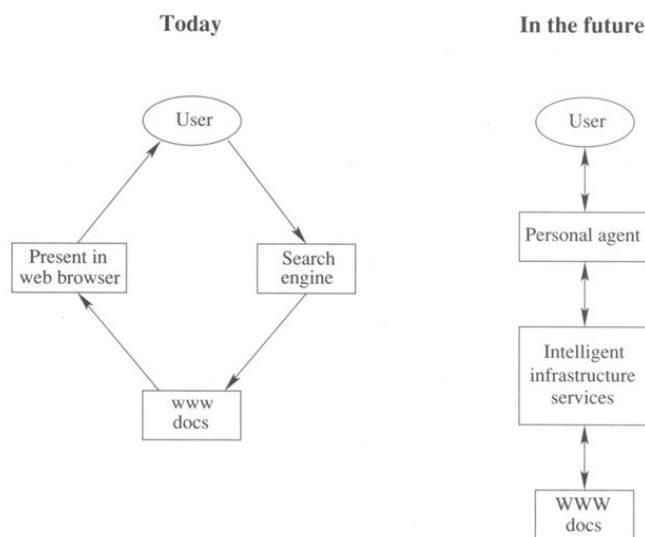 Today
User
Search
engine
www
docs
Present in
web browser
In the future
User
Personal agent
Intelligent
infrastructure
services
WWW
docs